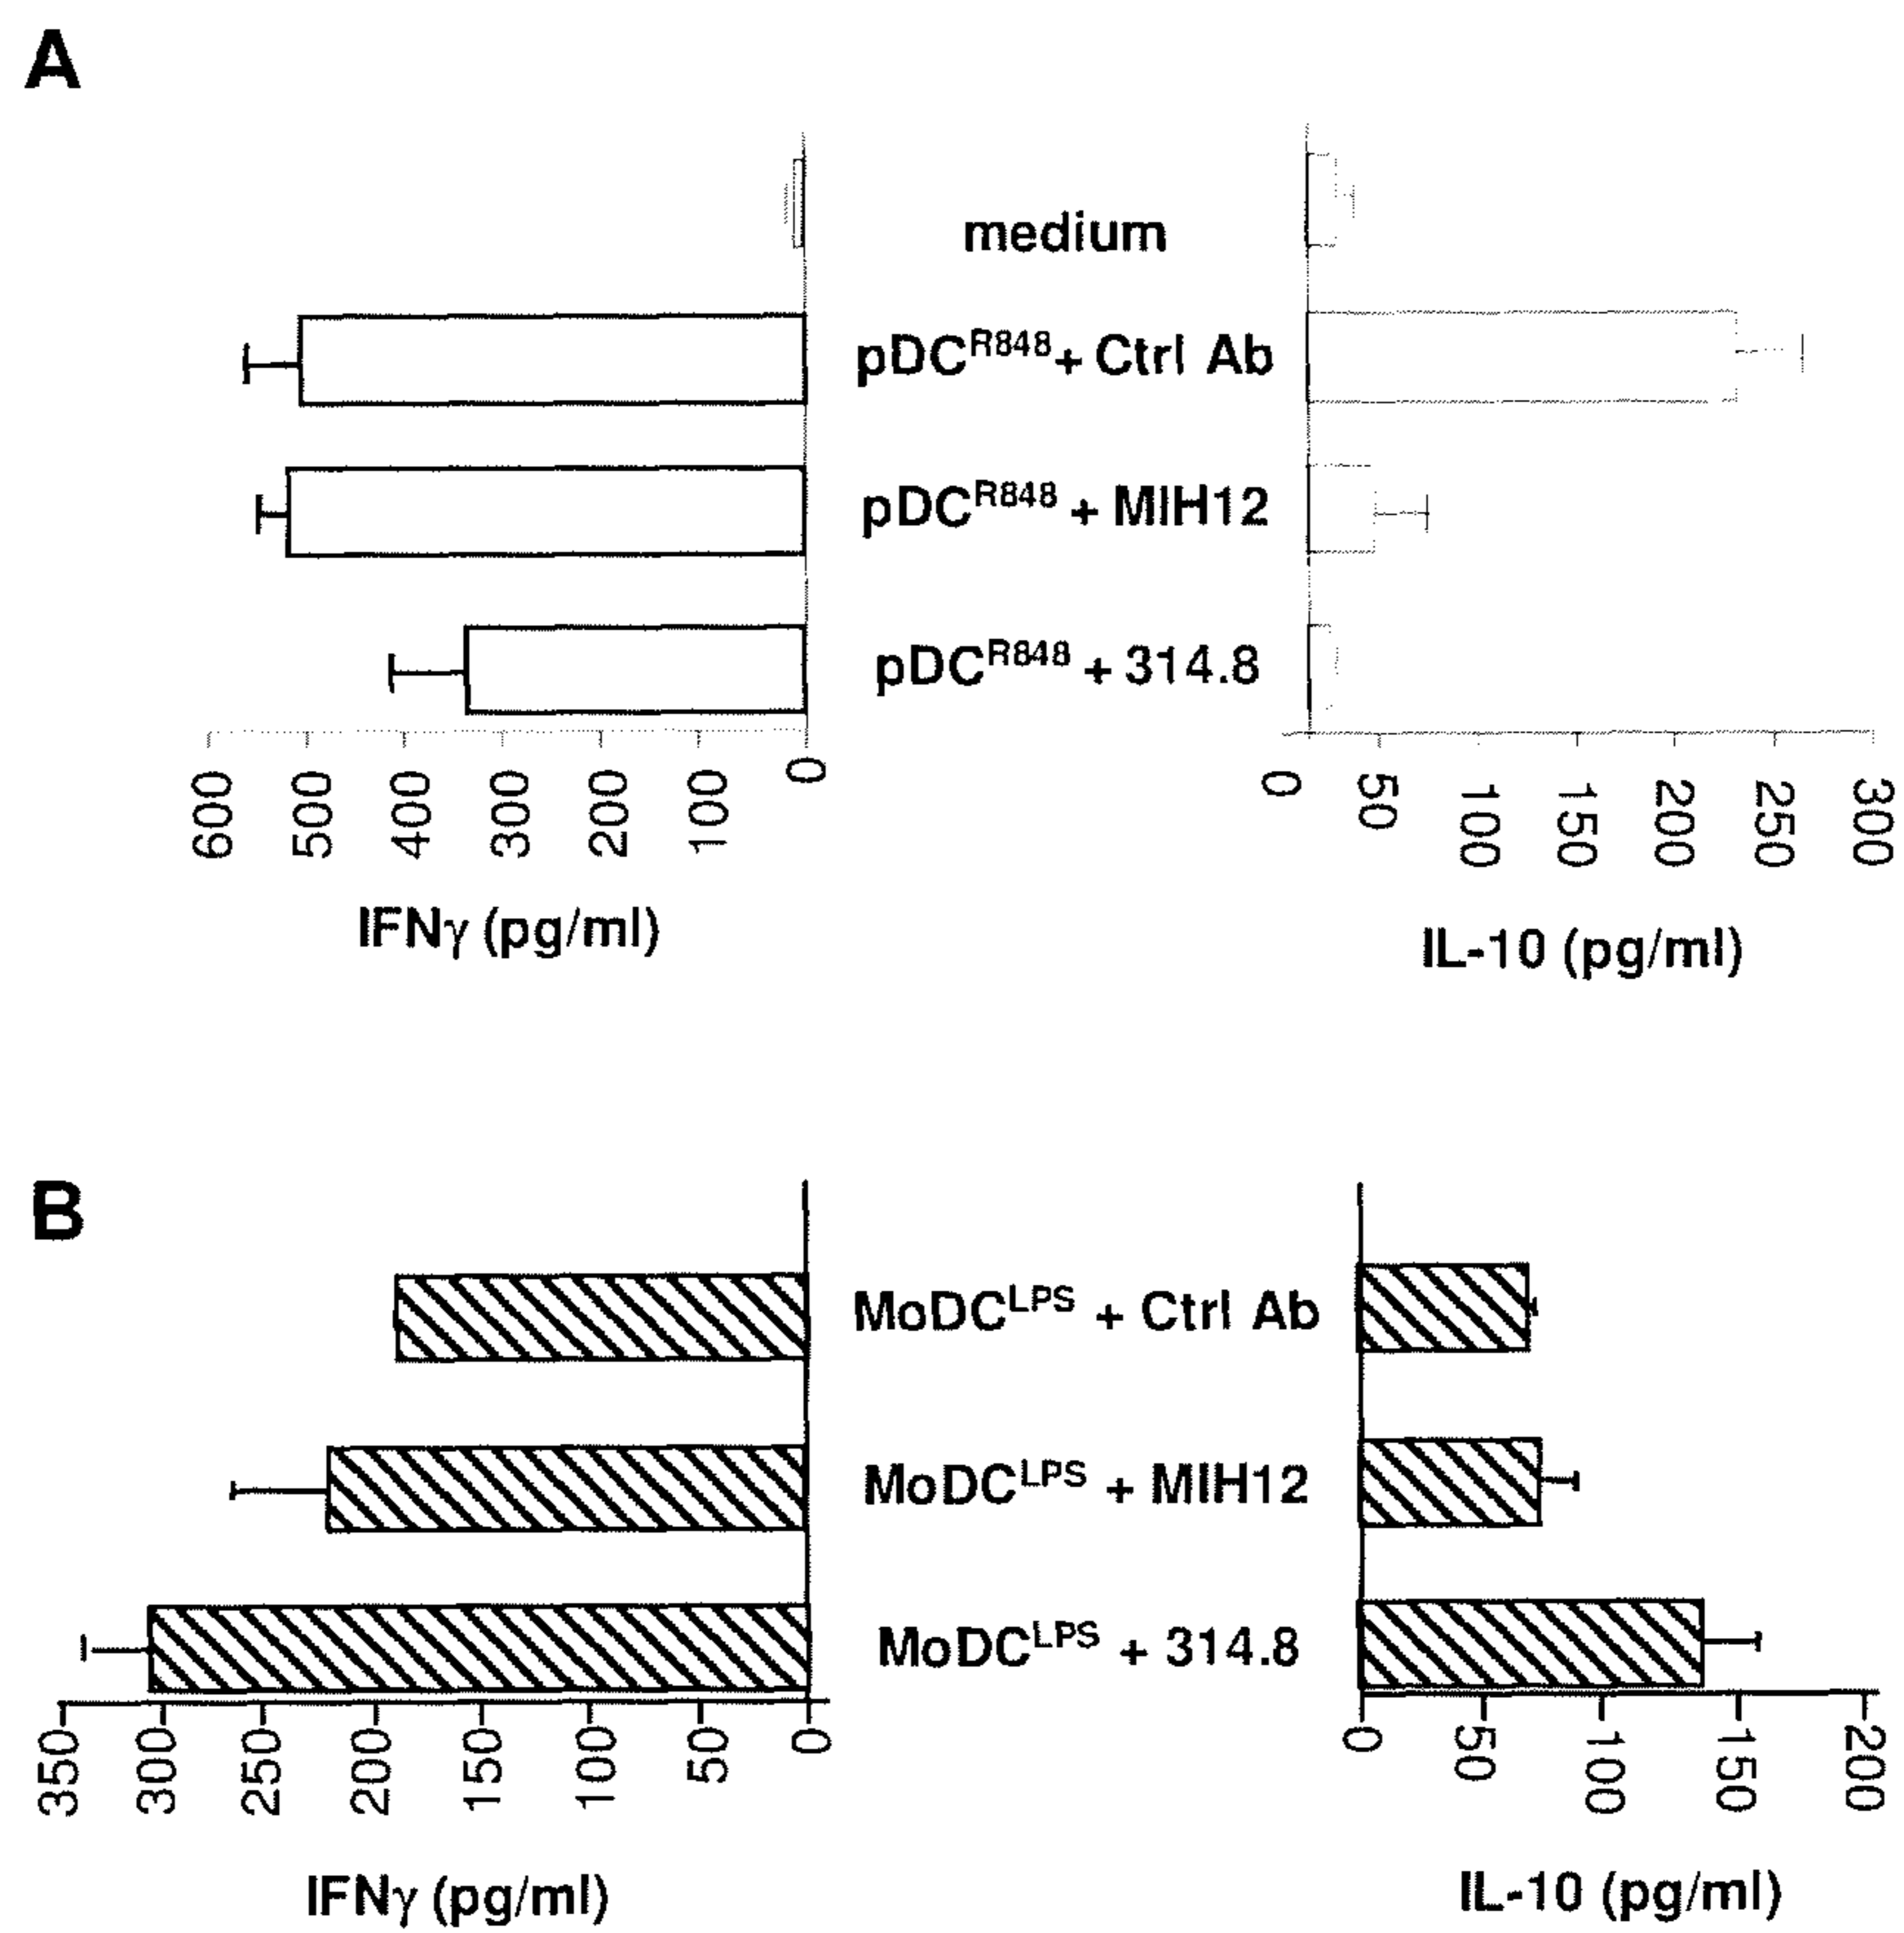 A
medium
pDCR848+ Ctrl Ab
pDCR848 + MIH12
pDCR848 + 314.8
600 500 400 300 200 100 0
0 50 100 150 200 250 300
IFNγ (pg/ml)
IL-10 (pg/ml)
B
MoDCLPS + Ctrl Ab
MoDCLPS + MIH12
MoDCLPS + 314.8
350 300 250 200 150 100 50 0
0 50 100 150 200
IFNγ (pg/ml)
IL-10 (pg/ml)